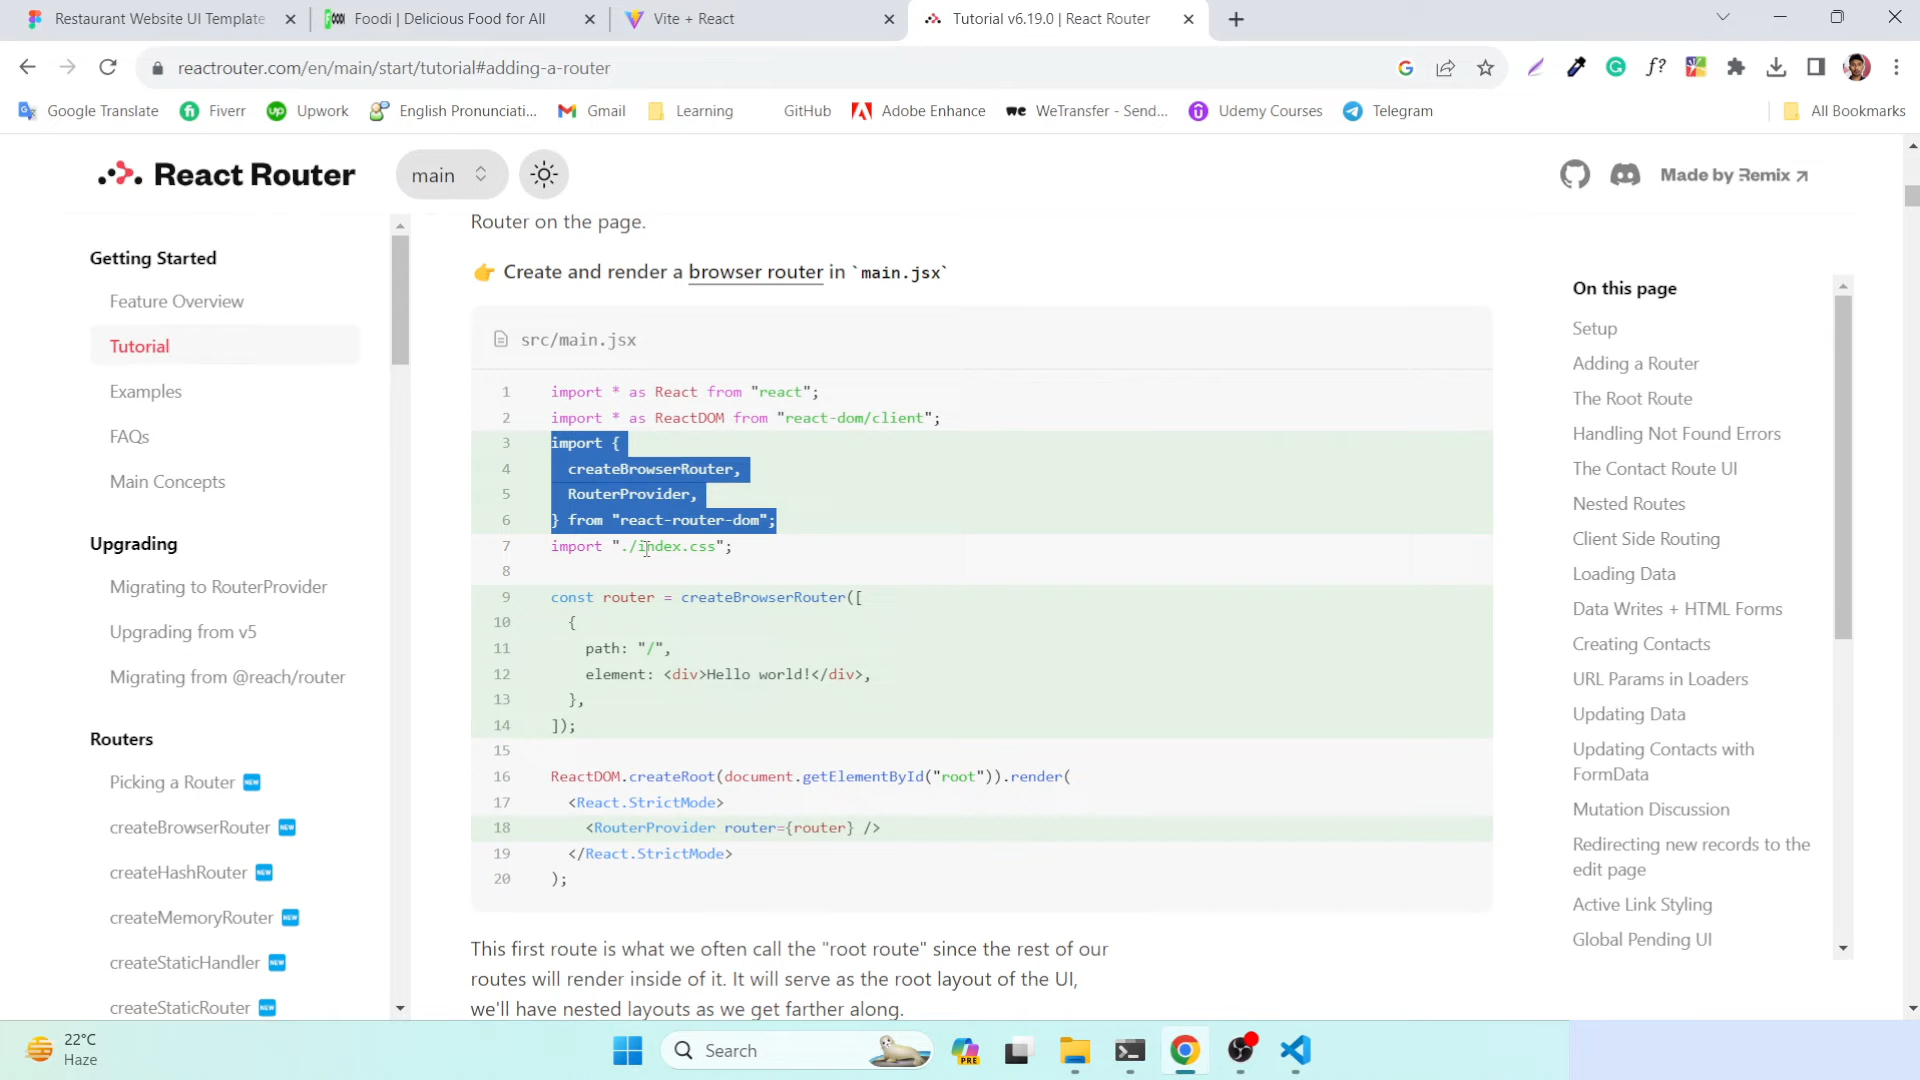 Restaurant Website UI Template
Foodi | Delicious Food for All
Vite + React
Tutorial v6.19.0 | React Router
reactrouter.com/en/main/start/tutorial#adding-a-router
f?
Google Translate
Fiverr
Upwork
English Pronunciati...
Gmail
Learning
GitHub
Adobe Enhance
WeTransfer - Send...
Udemy Courses
Telegram
All Bookmarks
React Router
main
Made by Remix ↗
Getting Started
Feature Overview
Tutorial
Examples
FAQs
Main Concepts
Upgrading
Migrating to RouterProvider
Upgrading from v5
Migrating from @reach/router
Routers
Picking a Router NEW
createBrowserRouter NEW
createHashRouter NEW
createMemoryRouter NEW
createStaticHandler NEW
createStaticRouter NEW
Router on the page.
👉 Create and render a browser router in `main.jsx`
src/main.jsx
1 import * as React from "react";
2 import * as ReactDOM from "react-dom/client";
3 import {
4 createBrowserRouter,
5 RouterProvider,
6 } from "react-router-dom";
7 import "./index.css";
8
9 const router = createBrowserRouter([
10 {
11 path: "/",
12 element: <div>Hello world!</div>,
13 },
14 ]);
15
16 ReactDOM.createRoot(document.getElementById("root")).render(
17 <React.StrictMode>
18 <RouterProvider router={router} />
19 </React.StrictMode>
20 );
This first route is what we often call the "root route" since the rest of our
routes will render inside of it. It will serve as the root layout of the UI,
we'll have nested layouts as we get farther along.
On this page
Setup
Adding a Router
The Root Route
Handling Not Found Errors
The Contact Route UI
Nested Routes
Client Side Routing
Loading Data
Data Writes + HTML Forms
Creating Contacts
URL Params in Loaders
Updating Data
Updating Contacts with
FormData
Mutation Discussion
Redirecting new records to the
edit page
Active Link Styling
Global Pending UI
22°C
Haze
Search
PRE